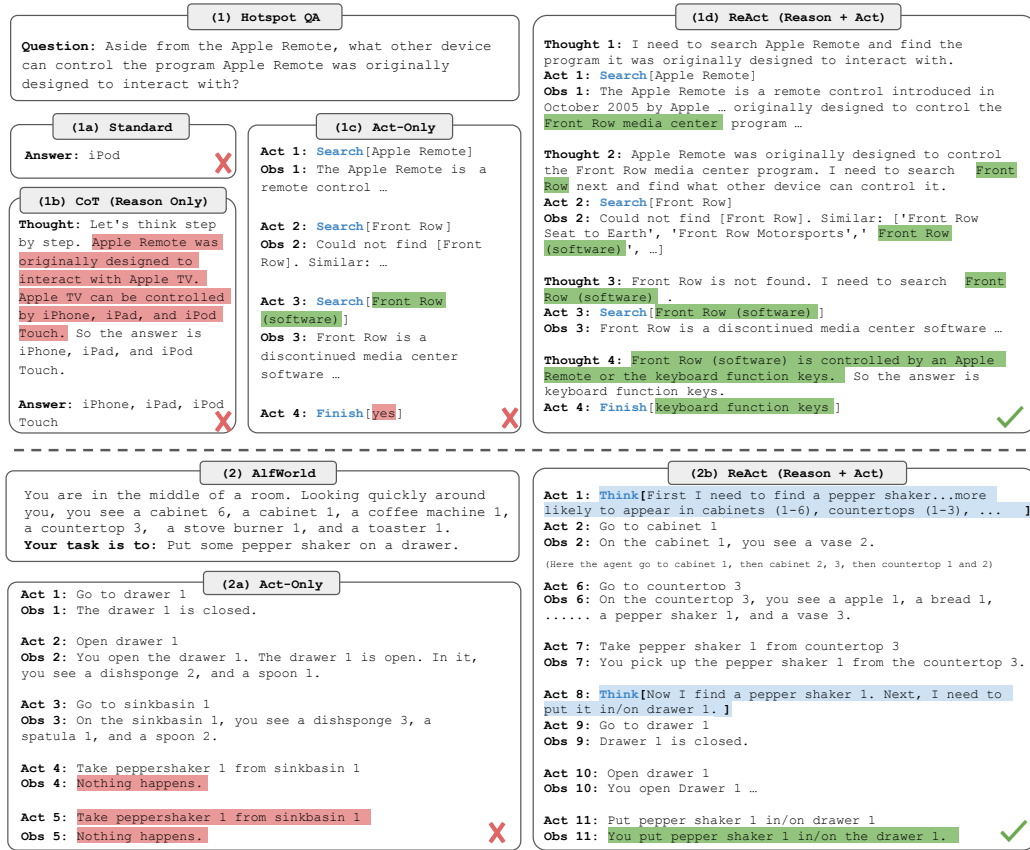 (1) Hotspot QA
Question: Aside from the Apple Remote, what other device
can control the program Apple Remote was originally
designed to interact with?
(1a) Standard
Answer: iPod
(1b) CoT (Reason Only)
Thought: Let's think step
by step. Apple Remote was
originally designed to
interact with Apple TV.
Apple TV can be controlled
by iPhone, iPad, and iPod
Touch. So the answer is
iPhone, iPad, and iPod
Touch.
Answer: iPhone, iPad, iPod
Touch
(1c) Act-Only
Act 1: Search[Apple Remote]
Obs 1: The Apple Remote is a
remote control …
Act 2: Search[Front Row]
Obs 2: Could not find [Front
Row]. Similar: …
Act 3: Search[Front Row
(software)]
Obs 3: Front Row is a
discontinued media center
software …
Act 4: Finish[yes]
(1d) ReAct (Reason + Act)
Thought 1: I need to search Apple Remote and find the
program it was originally designed to interact with.
Act 1: Search[Apple Remote]
Obs 1: The Apple Remote is a remote control introduced in
October 2005 by Apple … originally designed to control the
Front Row media center program …
Thought 2: Apple Remote was originally designed to control
the Front Row media center program. I need to search Front
Row next and find what other device can control it.
Act 2: Search[Front Row]
Obs 2: Could not find [Front Row]. Similar: ['Front Row
Seat to Earth', 'Front Row Motorsports',' Front Row
(software)', …]
Thought 3: Front Row is not found. I need to search Front
Row (software) .
Act 3: Search[Front Row (software)]
Obs 3: Front Row is a discontinued media center software …
Thought 4: Front Row (software) is controlled by an Apple
Remote or the keyboard function keys. So the answer is
keyboard function keys.
Act 4: Finish[keyboard function keys]
(2) AlfWorld
You are in the middle of a room. Looking quickly around
you, you see a cabinet 6, a cabinet 1, a coffee machine 1,
a countertop 3, a stove burner 1, and a toaster 1.
Your task is to: Put some pepper shaker on a drawer.
(2a) Act-Only
Act 1: Go to drawer 1
Obs 1: The drawer 1 is closed.
Act 2: Open drawer 1
Obs 2: You open the drawer 1. The drawer 1 is open. In it,
you see a dishsponge 2, and a spoon 1.
Act 3: Go to sinkbasin 1
Obs 3: On the sinkbasin 1, you see a dishsponge 3, a
spatula 1, and a spoon 2.
Act 4: Take peppershaker 1 from sinkbasin 1
Obs 4: Nothing happens.
Act 5: Take peppershaker 1 from sinkbasin 1
Obs 5: Nothing happens.
(2b) ReAct (Reason + Act)
Act 1: Think[First I need to find a pepper shaker...more
likely to appear in cabinets (1-6), countertops (1-3), ... ]
Act 2: Go to cabinet 1
Obs 2: On the cabinet 1, you see a vase 2.
(Here the agent go to cabinet 1, then cabinet 2, 3, then countertop 1 and 2)
Act 6: Go to countertop 3
Obs 6: On the countertop 3, you see a apple 1, a bread 1,
...... a pepper shaker 1, and a vase 3.
Act 7: Take pepper shaker 1 from countertop 3
Obs 7: You pick up the pepper shaker 1 from the countertop 3.
Act 8: Think[Now I find a pepper shaker 1. Next, I need to
put it in/on drawer 1. ]
Act 9: Go to drawer 1
Obs 9: Drawer 1 is closed.
Act 10: Open drawer 1
Obs 10: You open Drawer 1 …
Act 11: Put pepper shaker 1 in/on drawer 1
Obs 11: You put pepper shaker 1 in/on the drawer 1.